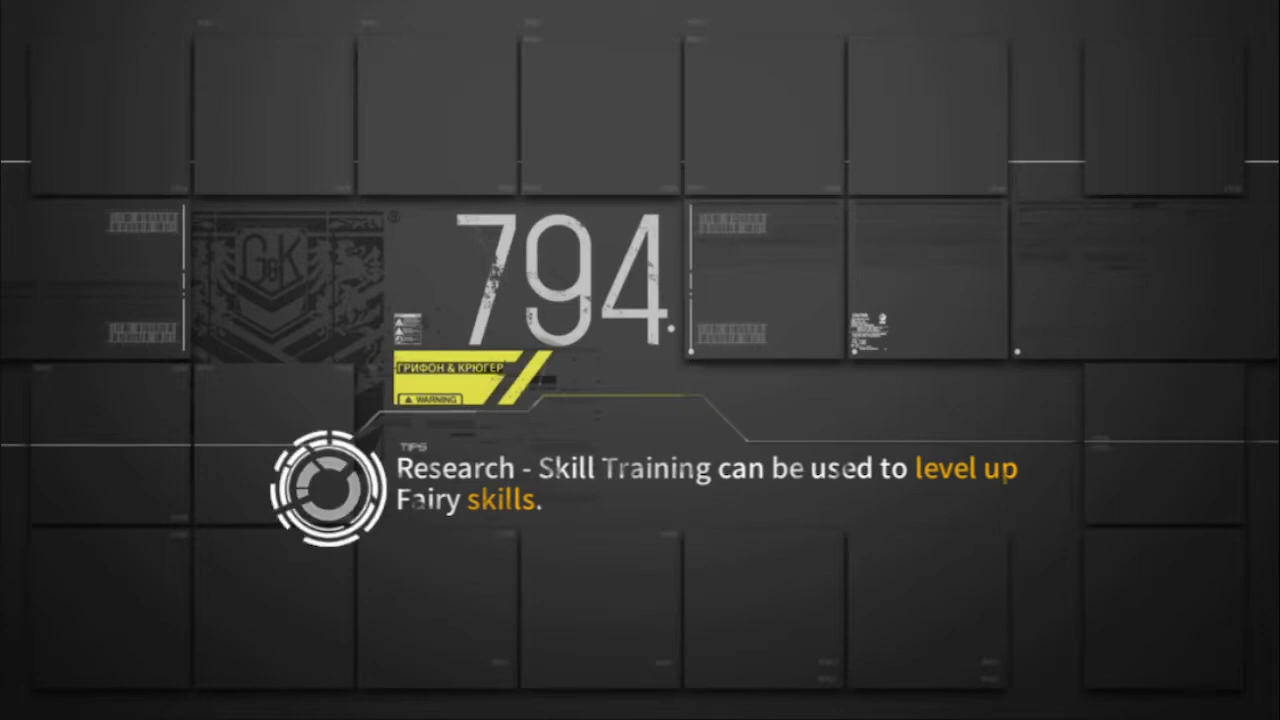 G&K
794.
ГРИФОН & КРЮГЕР
WARNING
TIPS
Research - Skill Training can be used to level up
Fairy skills.